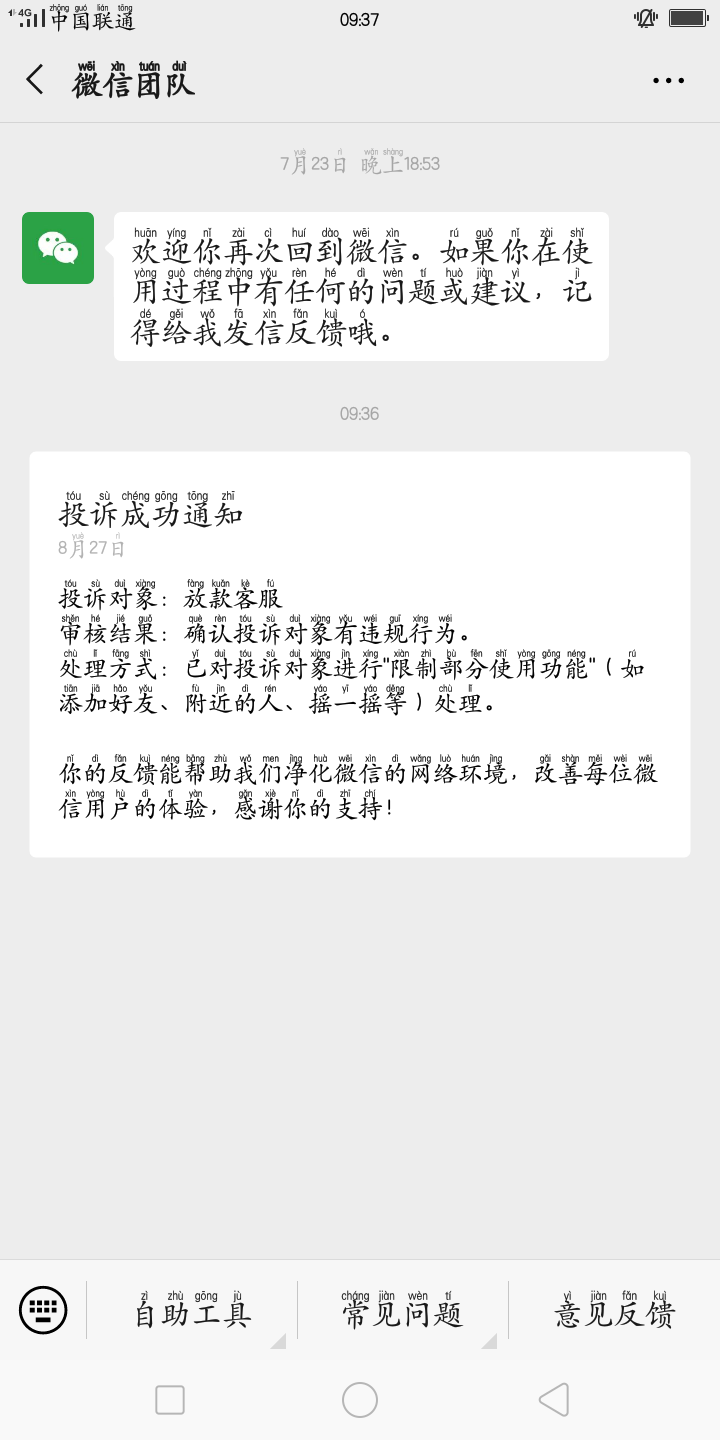 4G 中国联通 09:37
微信团队
7月23日 晚上18:53
欢迎你再次回到微信。如果你在使
用过程中有任何的问题或建议，记
得给我发信反馈哦。
09:36
投诉成功通知
8月27日
投诉对象：放款客服
审核结果：确认投诉对象有违规行为。
处理方式：已对投诉对象进行"限制部分使用功能"（如
添加好友、附近的人、摇一摇等）处理。
你的反馈能帮助我们净化微信的网络环境，改善每位微
信用户的体验，感谢你的支持！
自助工具 常见问题 意见反馈